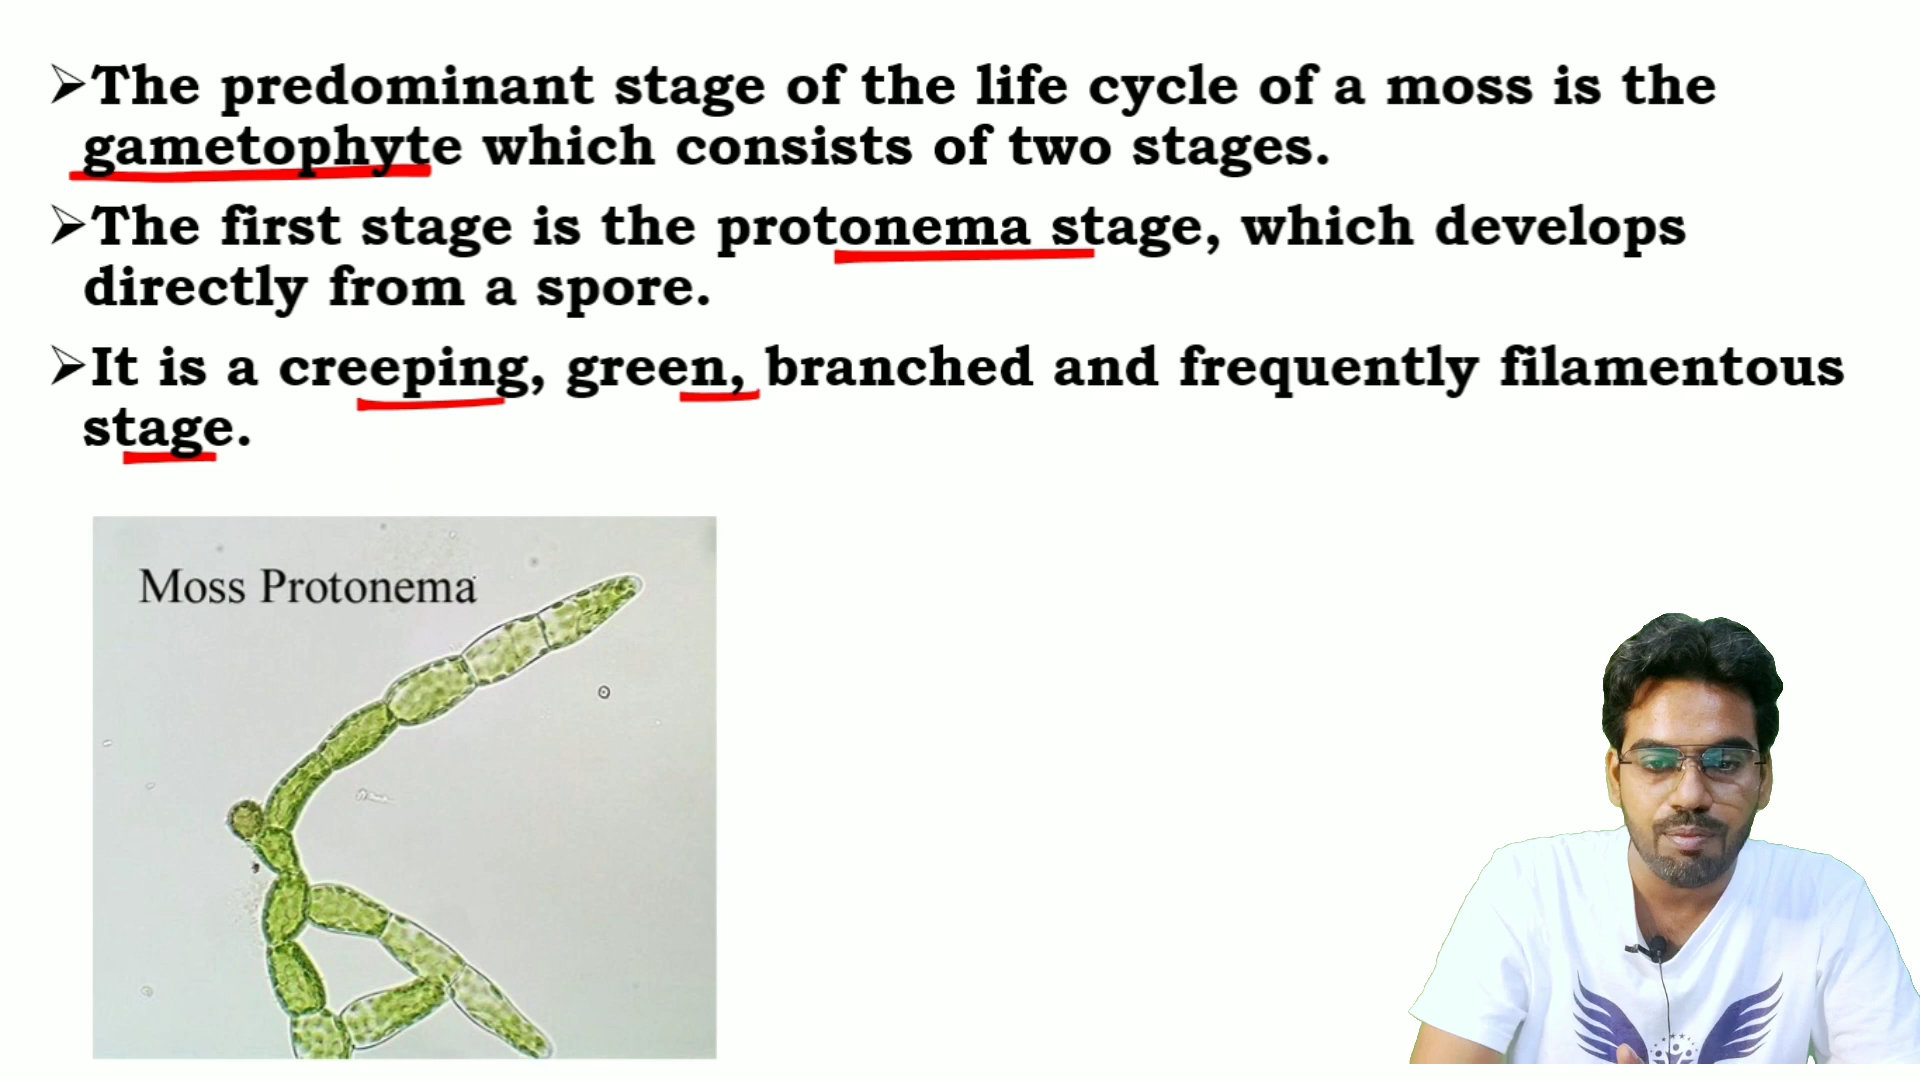 ➢The predominant stage of the life cycle of a moss is the
gametophyte which consists of two stages.
➢The first stage is the protonema stage, which develops
directly from a spore.
➢It is a creeping, green, branched and frequently filamentous
stage.
Moss Protonema